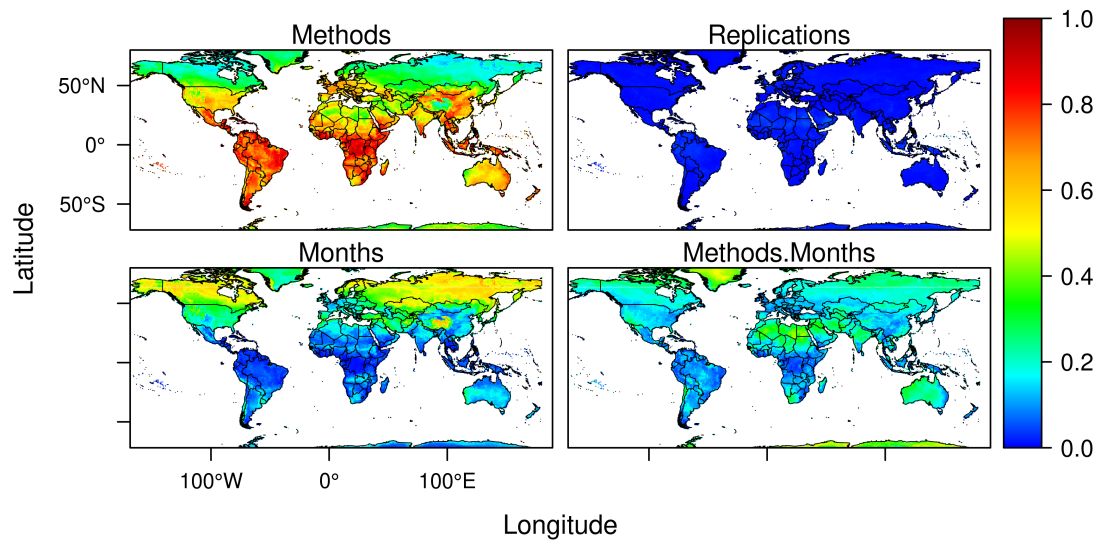 Methods
Replications
1.0
50°N
0°
50°S
0.8
0.6
0.4
0.2
0.0
Latitude
Months
Methods.Months
100°W
0°
100°E
Longitude